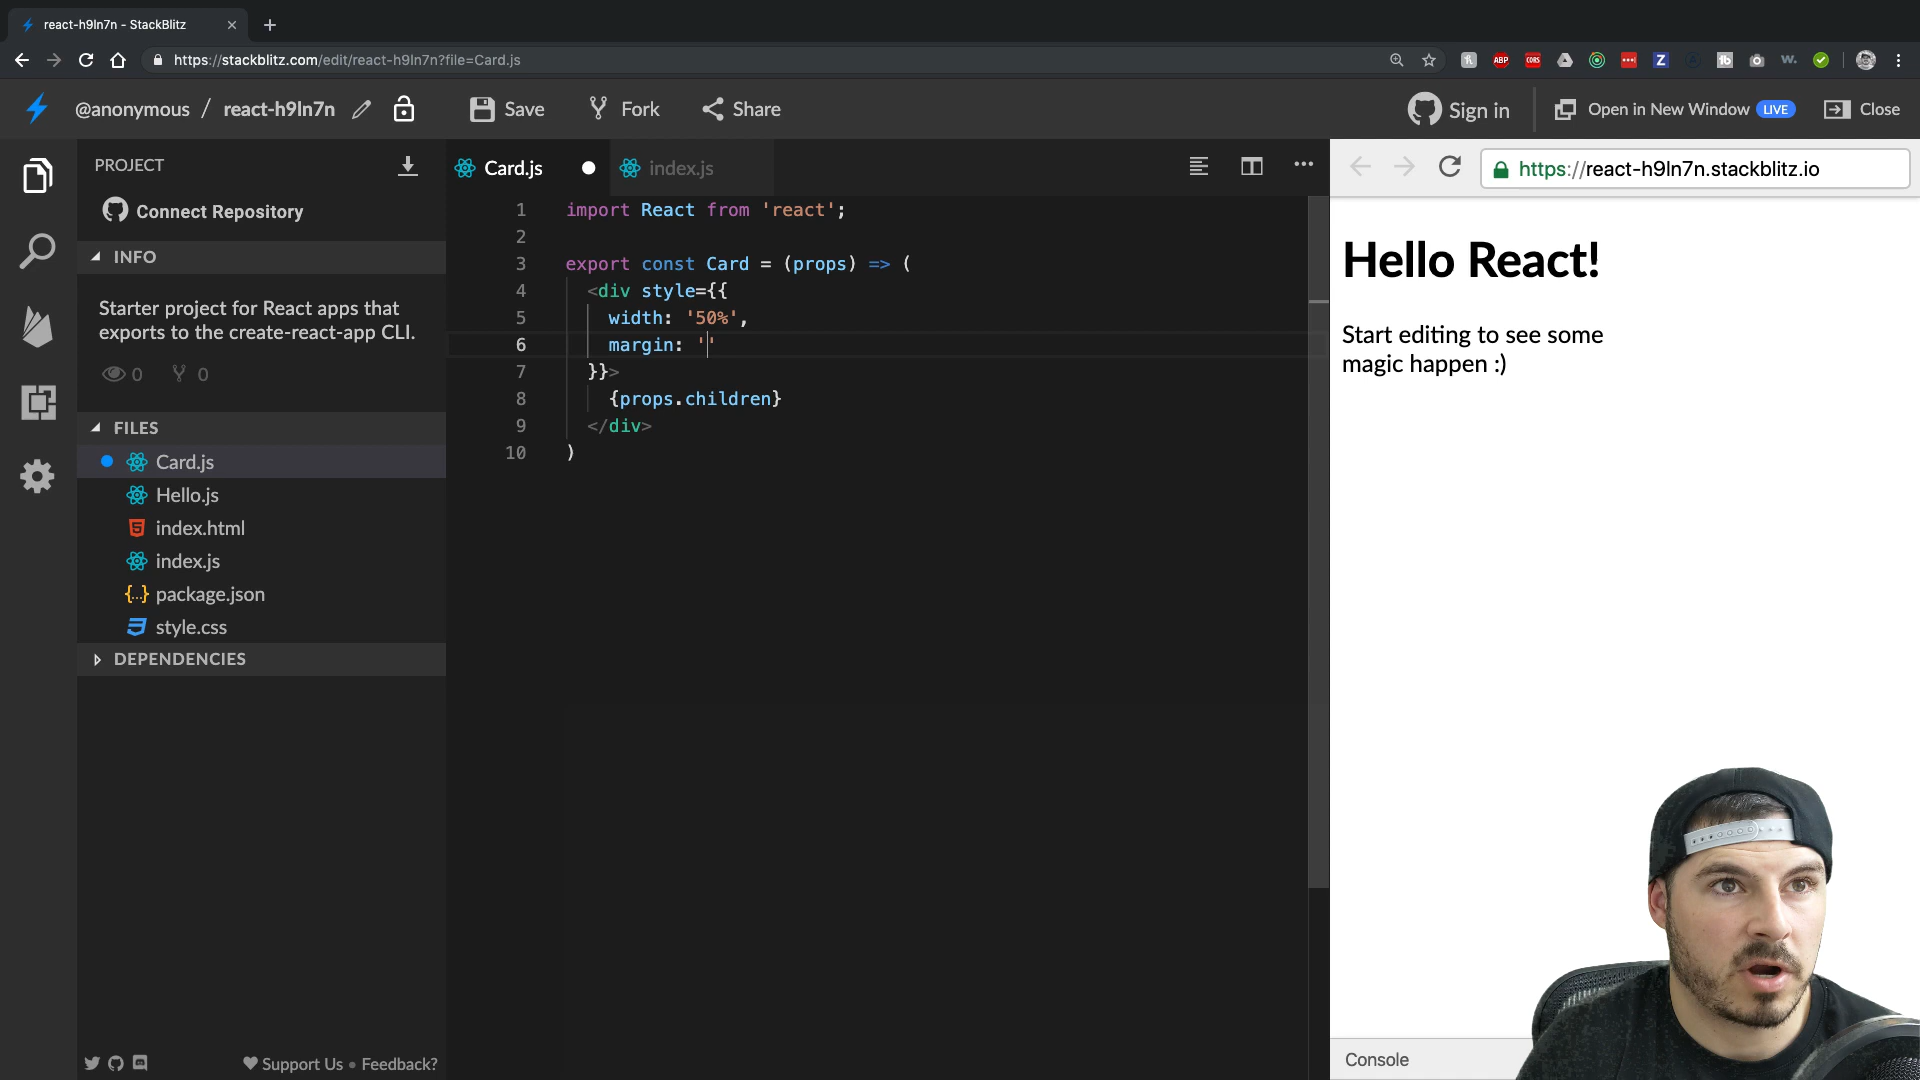 react-h9ln7n - StackBlitz
https://stackblitz.com/edit/react-h9ln7n?file=Card.js
@anonymous / react-h9ln7n
Save
Fork
Share
Sign in
Open in New Window LIVE
Close
PROJECT
Connect Repository
INFO
Starter project for React apps that
exports to the create-react-app CLI.
0 0
FILES
Card.js
Hello.js
index.html
index.js
package.json
style.css
DEPENDENCIES
Support Us • Feedback?
Card.js
index.js
1 import React from 'react';
2
3 export const Card = (props) => (
4 <div style={{
5 width: '50%',
6 margin: ''
7 }}>
8 {props.children}
9 </div>
10 )
https://react-h9ln7n.stackblitz.io
Hello React!
Start editing to see some
magic happen :)
Console